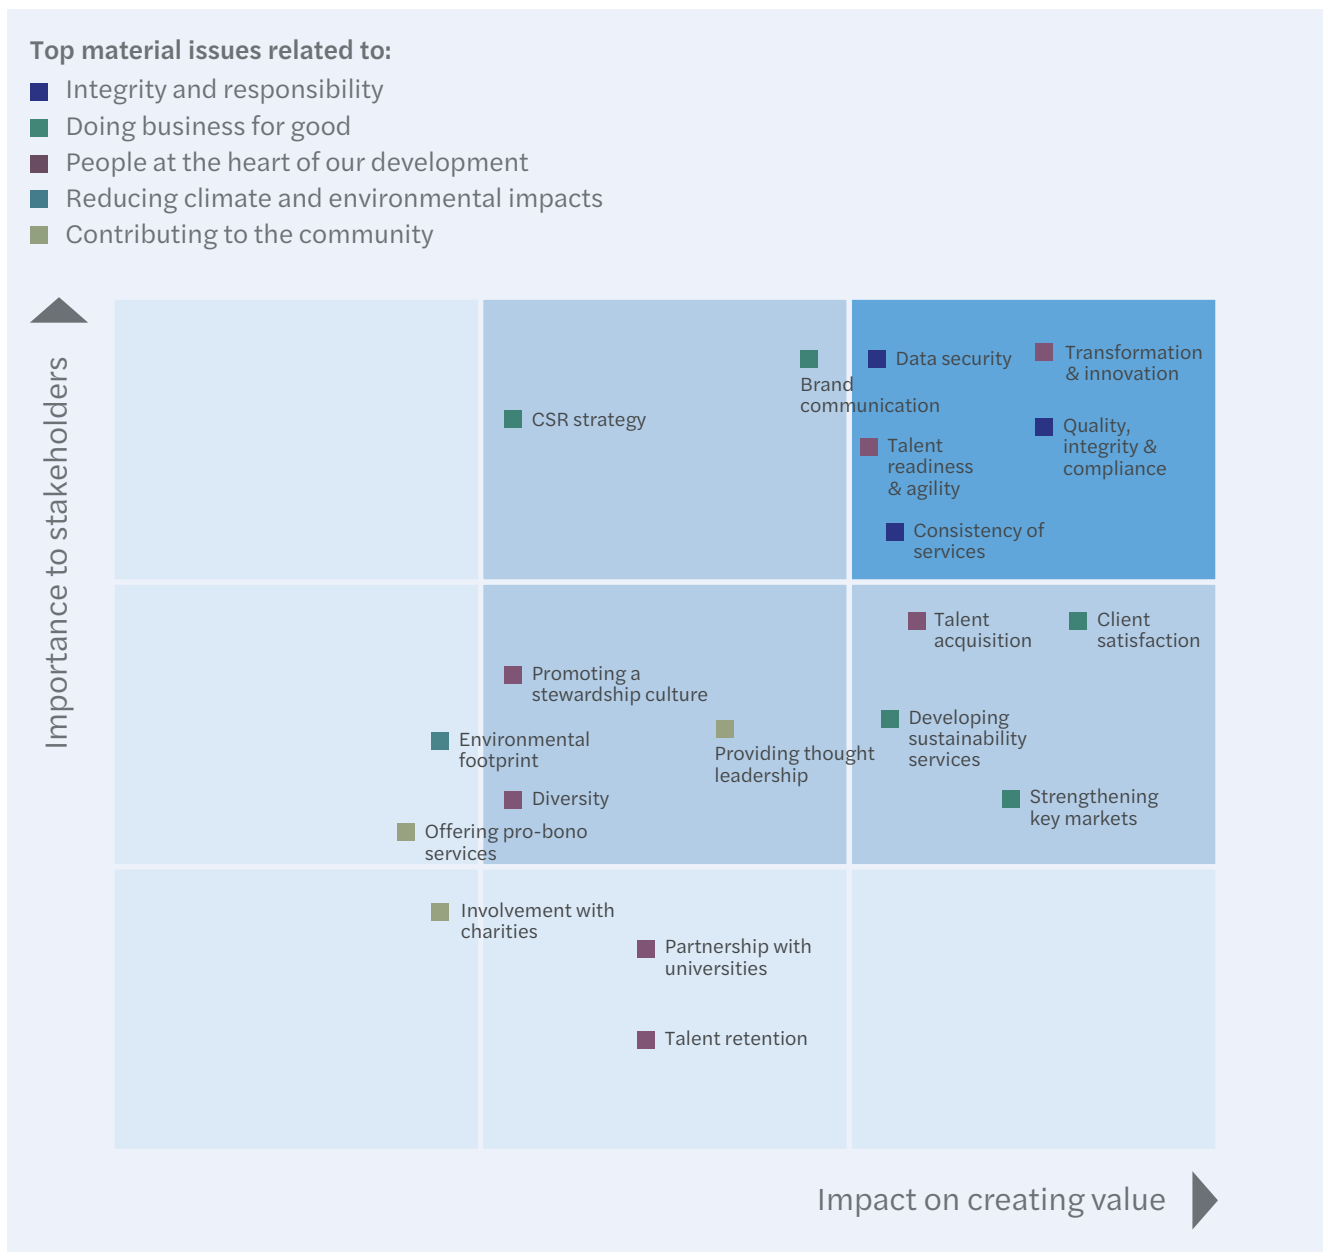 Top material issues related to:
Integrity and responsibility
Doing business for good
People at the heart of our development
Reducing climate and environmental impacts
Contributing to the community
Importance to stakeholders
Data security
Transformation
& innovation
Brand
communication
CSR strategy
Quality,
integrity &
compliance
Talent
readiness
& agility
Consistency of
services
Talent
acquisition
Client
satisfaction
Promoting a
stewardship culture
Developing
sustainability
services
Environmental
footprint
Providing thought
leadership
Diversity
Strengthening
key markets
Offering pro-bono
services
Involvement with
charities
Partnership with
universities
Talent retention
Impact on creating value